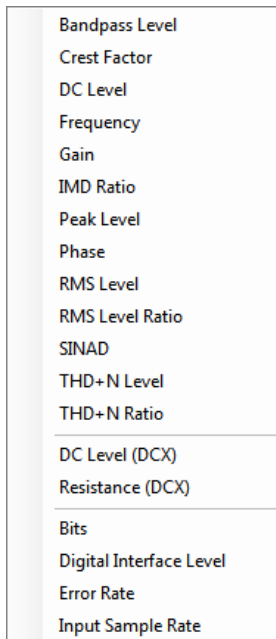 Bandpass Level
Crest Factor
DC Level
Frequency
Gain
IMD Ratio
Peak Level
Phase
RMS Level
RMS Level Ratio
SINAD
THD+N Level
THD+N Ratio
DC Level (DCX)
Resistance (DCX)
Bits
Digital Interface Level
Error Rate
Input Sample Rate